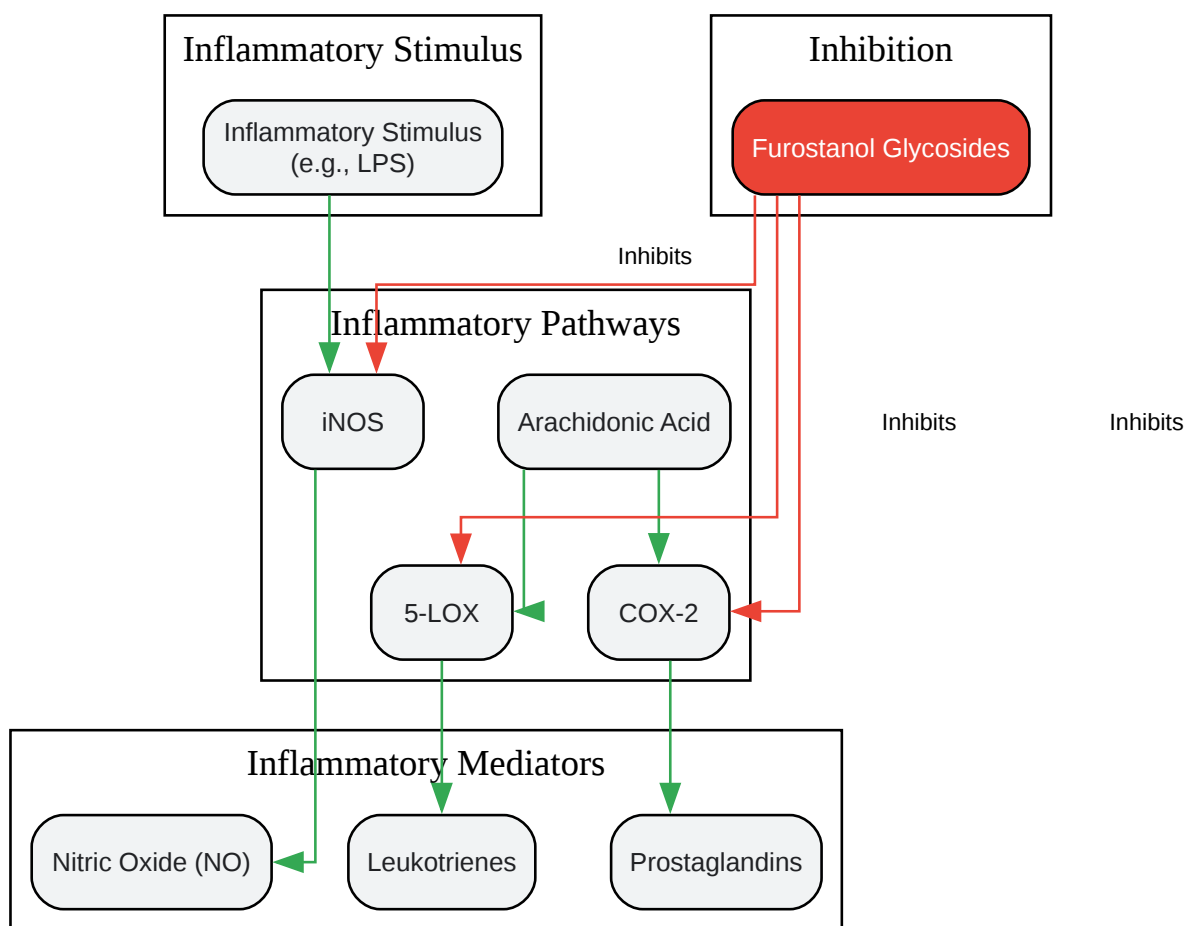 Inflammatory Stimulus
Inhibition
Inflammatory Stimulus
(e.g., LPS)
Furostanol Glycosides
Inhibits
Inflammatory Pathways
iNOS
Arachidonic Acid
Inhibits
Inhibits
5-LOX
COX-2
Inflammatory Mediators
Nitric Oxide (NO)
Leukotrienes
Prostaglandins